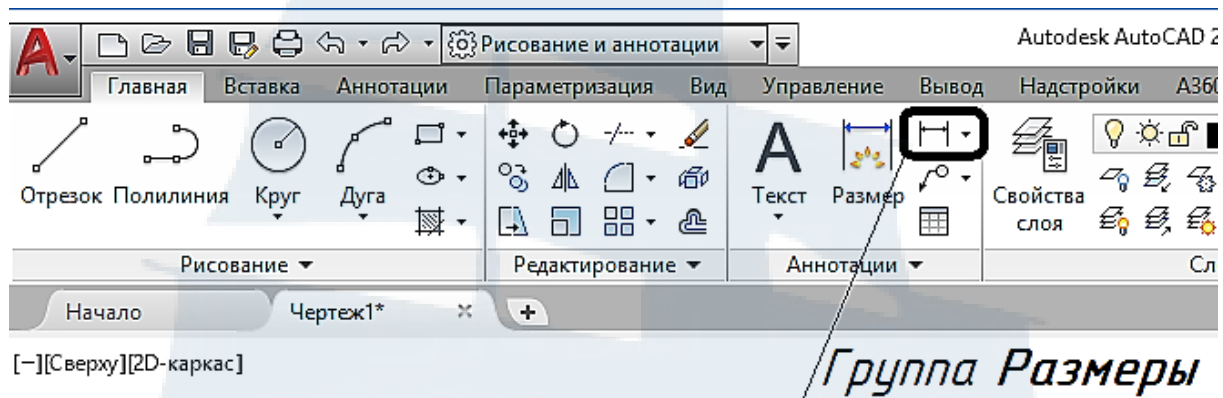 Рисование и аннотации
Autodesk AutoCAD 2
Главная Вставка Аннотации Параметризация Вид Управление Вывод Надстройки A360
Отрезок Полилиния Круг Дуга Текст Размер Свойства слоя
Рисование Редактирование Аннотации Сл
Начало Чертеж1*
[−][Сверху][2D-каркас]
Группа Размеры